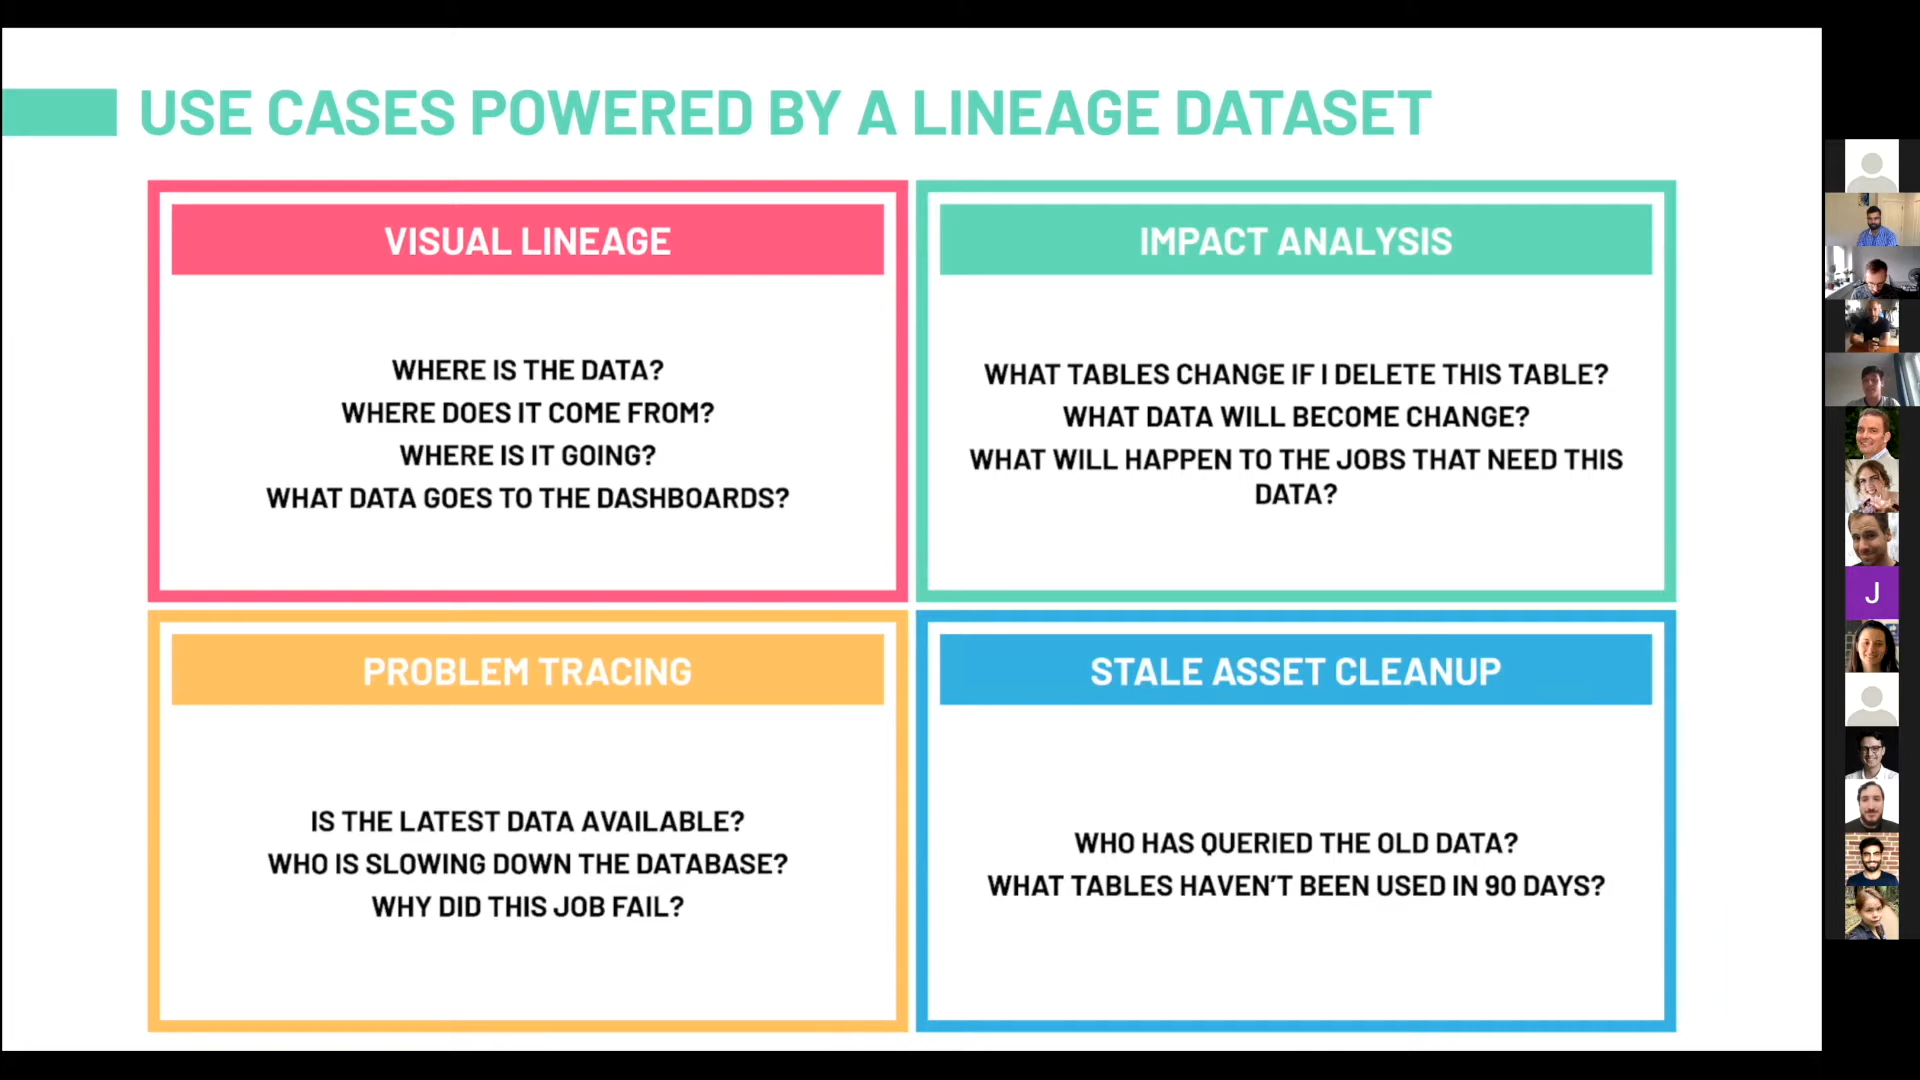 USE CASES POWERED BY A LINEAGE DATASET
VISUAL LINEAGE
WHERE IS THE DATA?
WHERE DOES IT COME FROM?
WHERE IS IT GOING?
WHAT DATA GOES TO THE DASHBOARDS?
IMPACT ANALYSIS
WHAT TABLES CHANGE IF I DELETE THIS TABLE?
WHAT DATA WILL BECOME CHANGE?
WHAT WILL HAPPEN TO THE JOBS THAT NEED THIS
DATA?
PROBLEM TRACING
IS THE LATEST DATA AVAILABLE?
WHO IS SLOWING DOWN THE DATABASE?
WHY DID THIS JOB FAIL?
STALE ASSET CLEANUP
WHO HAS QUERIED THE OLD DATA?
WHAT TABLES HAVEN'T BEEN USED IN 90 DAYS?
J